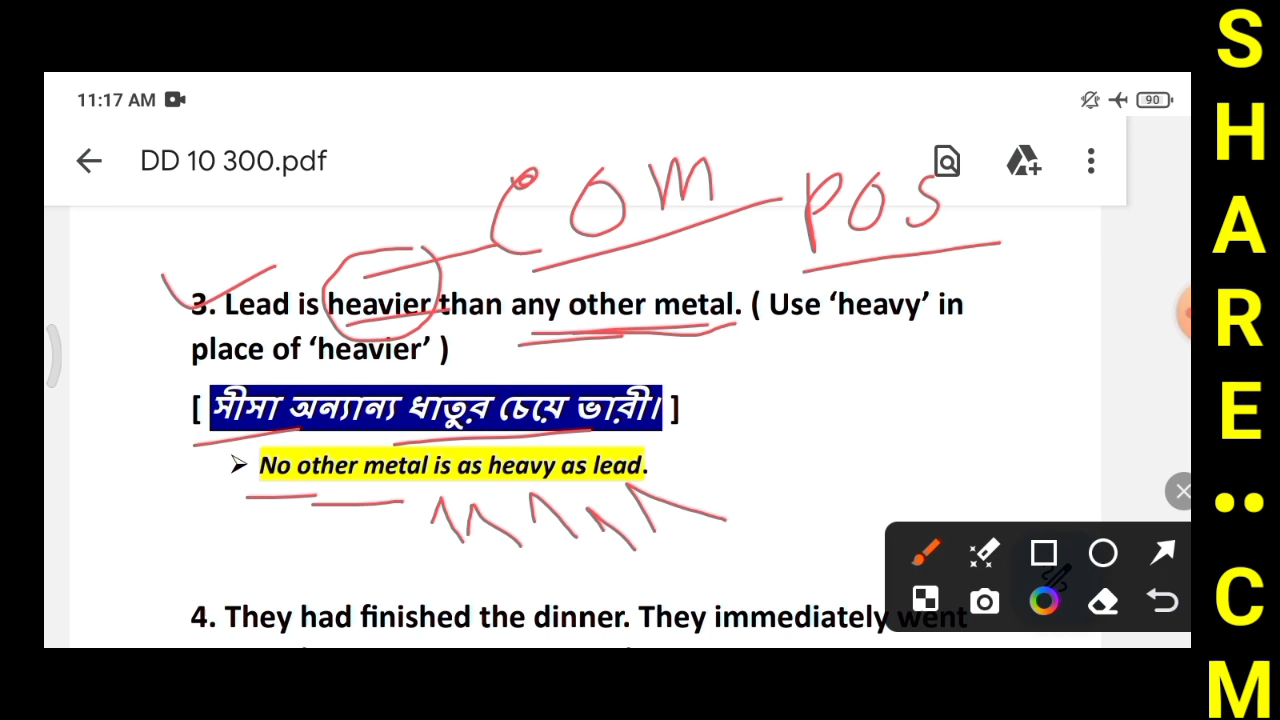 11:17 AM
90
DD 10 300.pdf
COM POS
3. Lead is heavier than any other metal. ( Use ‘heavy’ in
place of ‘heavier’ )
[ সীসা অন্যান্য ধাতুর চেয়ে ভারী। ]
➢ No other metal is as heavy as lead.
4. They had finished the dinner. They immediately went
SHARE••CM